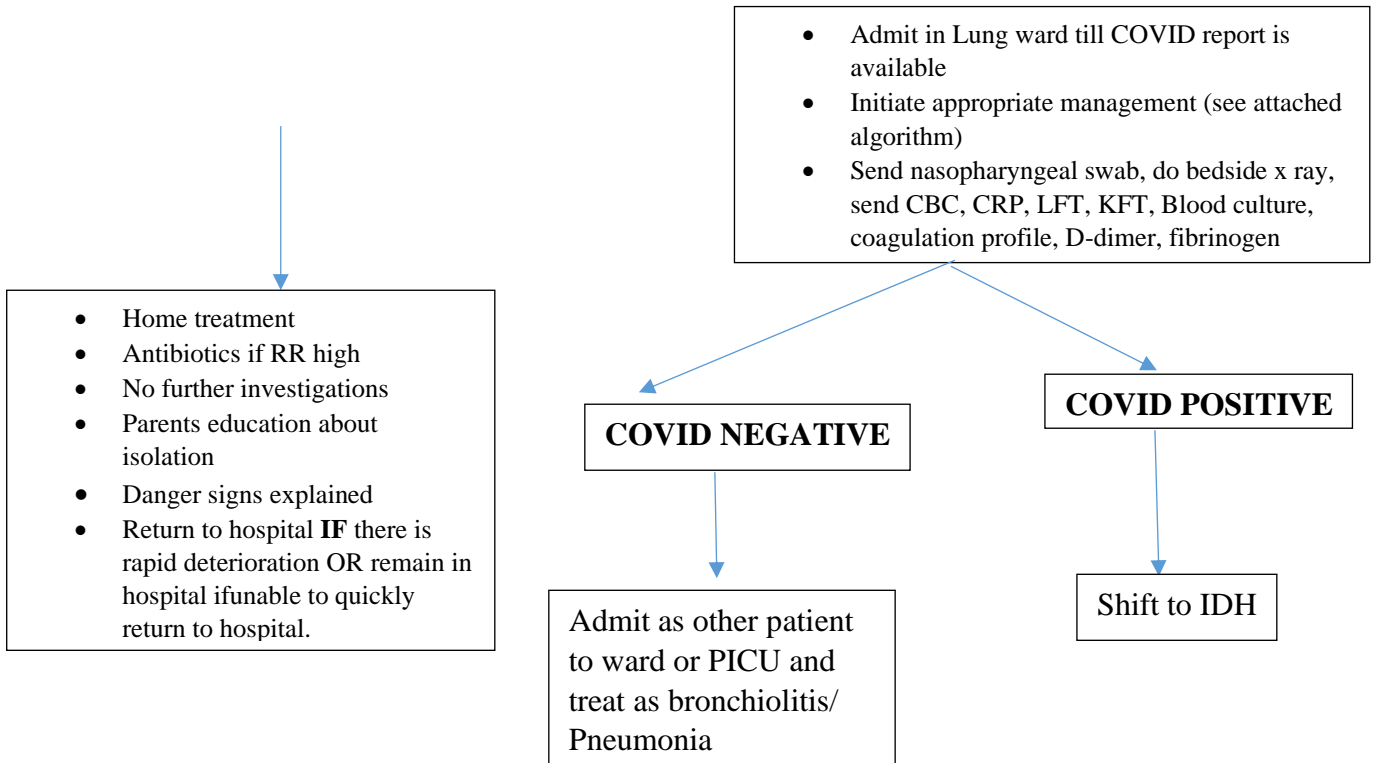 • Admit in Lung ward till COVID report is
available
• Initiate appropriate management (see attached
algorithm)
• Send nasopharyngeal swab, do bedside x ray,
send CBC, CRP, LFT, KFT, Blood culture,
coagulation profile, D-dimer, fibrinogen
• Home treatment
• Antibiotics if RR high
• No further investigations
• Parents education about
isolation
• Danger signs explained
• Return to hospital IF there is
rapid deterioration OR remain in
hospital ifunable to quickly
return to hospital.
COVID NEGATIVE
COVID POSITIVE
Admit as other patient
to ward or PICU and
treat as bronchiolitis/
Pneumonia
Shift to IDH